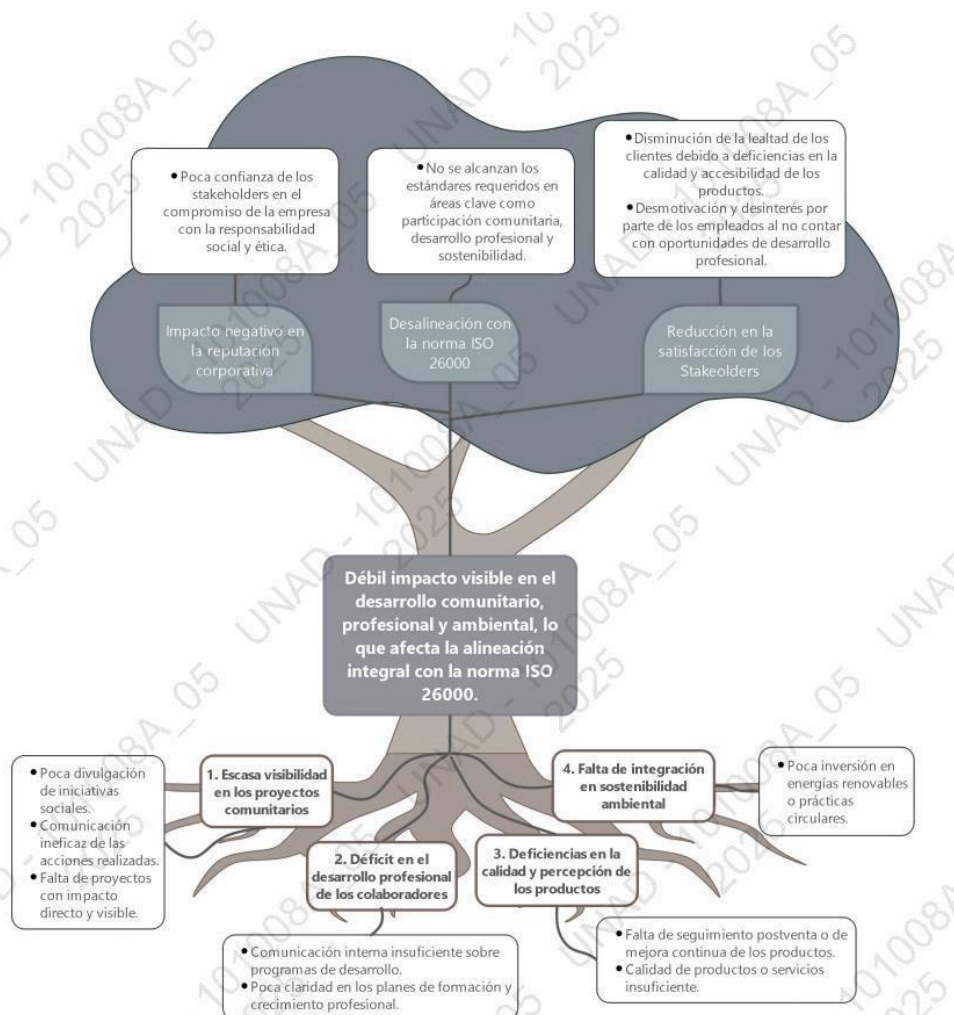 • Poca confianza de los
stakeholders en el
compromiso de la empresa
con la responsabilidad
social y ética.
• No se alcanzan los
estándares requeridos en
áreas clave como
participación comunitaria,
desarrollo profesional y
sostenibilidad.
• Disminución de la lealtad de los
clientes debido a deficiencias en la
calidad y accesibilidad de los
productos.
• Desmotivación y desinterés por
parte de los empleados al no contar
con oportunidades de desarrollo
profesional.
Impacto negativo en
la reputación
corporativa
Desalineación con
la norma ISO
26000
Reducción en la
satisfacción de los
Stakeolders
Débil impacto visible en el
desarrollo comunitario,
profesional y ambiental, lo
que afecta la alineación
integral con la norma ISO
26000.
1. Escasa visibilidad
en los proyectos
comunitarios
• Poca divulgación
de iniciativas
sociales.
• Comunicación
ineficaz de las
acciones realizadas.
• Falta de proyectos
con impacto
directo y visible.
2. Déficit en el
desarrollo profesional
de los colaboradores
• Comunicación interna insuficiente sobre
programas de desarrollo.
• Poca claridad en los planes de formación y
crecimiento profesional.
3. Deficiencias en la
calidad y percepción de
los productos
• Falta de seguimiento postventa o de
mejora continua de los productos.
• Calidad de productos o servicios
insuficiente.
4. Falta de integración
en sostenibilidad
ambiental
• Poca inversión en
energías renovables
o prácticas
circulares.
UNAD - 101008A_05
2025